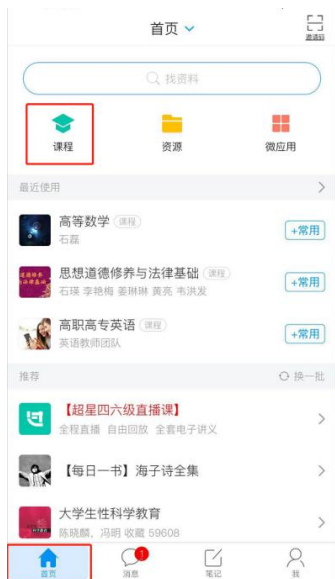 首页
邀请码
找资料
课程
资源
微应用
最近使用
高等数学 课程
石磊
+常用
思想道德修养与法律基础 课程
石瑛 李艳梅 姜琳琳 黄亮 韦洪发
+常用
高职高专英语 课程
英语教师团队
+常用
推荐
换一批
【超星四六级直播课】
全程直播 自由回放 全套电子讲义
【每日一书】海子诗全集
大学生性科学教育
陈晓麟，冯明 收藏 59608
1
首页
消息
笔记
我